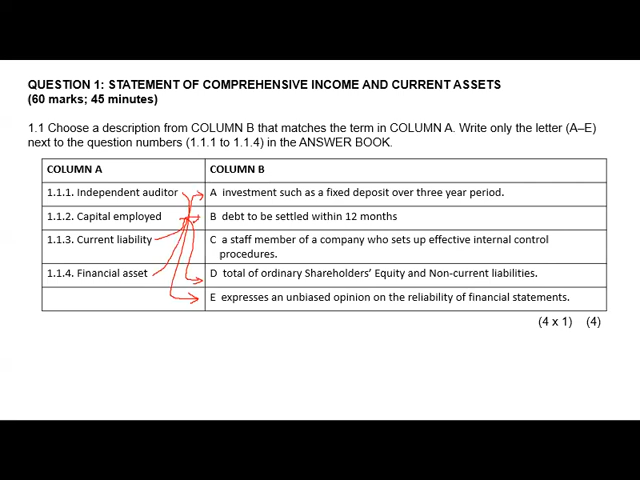 QUESTION 1: STATEMENT OF COMPREHENSIVE INCOME AND CURRENT ASSETS
(60 marks; 45 minutes)
1.1 Choose a description from COLUMN B that matches the term in COLUMN A. Write only the letter (A–E)
next to the question numbers (1.1.1 to 1.1.4) in the ANSWER BOOK.
COLUMN A COLUMN B
1.1.1. Independent auditor A investment such as a fixed deposit over three year period.
1.1.2. Capital employed B debt to be settled within 12 months
1.1.3. Current liability C a staff member of a company who sets up effective internal control
procedures.
1.1.4. Financial asset D total of ordinary Shareholders' Equity and Non-current liabilities.
E expresses an unbiased opinion on the reliability of financial statements.
(4 x 1) (4)